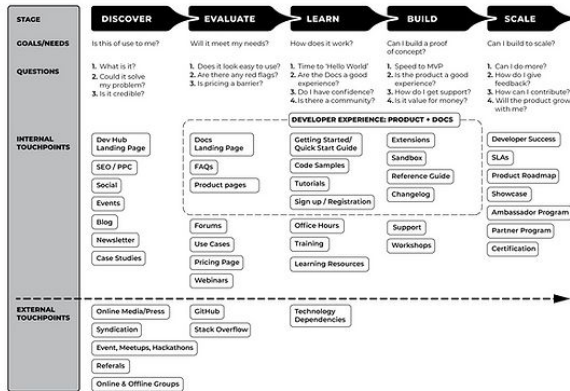 STAGE
DISCOVER
EVALUATE
LEARN
BUILD
SCALE
GOALS/NEEDS
Is this of use to me?
Will it meet my needs?
How does it work?
Can I build a proof
of concept?
Can I build to scale?
QUESTIONS
1. What is it?
2. Could it solve
my problem?
3. Is it credible?
1. Does it look easy to use?
2. Are there any red flags?
3. Is pricing a barrier?
1. Time to 'Hello World'
2. Are the Docs a good
experience?
3. Do I have confidence?
4. Is there a community?
1. Speed to MVP
2. Is the product a good
experience?
3. How do I get support?
4. Is it value for money?
1. Can I do more?
2. How do I give
feedback?
3. How can I contribute?
4. Will the product grow
with me?
DEVELOPER EXPERIENCE: PRODUCT + DOCS
INTERNAL
TOUCHPOINTS
Dev Hub
Landing Page
SEO / PPC
Social
Events
Blog
Newsletter
Case Studies
Docs
Landing Page
FAQs
Product pages
Forums
Use Cases
Pricing Page
Webinars
Getting Started/
Quick Start Guide
Code Samples
Tutorials
Sign up / Registration
Office Hours
Training
Learning Resources
Extensions
Sandbox
Reference Guide
Changelog
Support
Workshops
Developer Success
SLAs
Product Roadmap
Showcase
Ambassador Program
Partner Program
Certification
EXTERNAL
TOUCHPOINTS
Online Media/Press
Syndication
Event, Meetups, Hackathons
Referals
Online & Offline Groups
GitHub
Stack Overflow
Technology
Dependencies